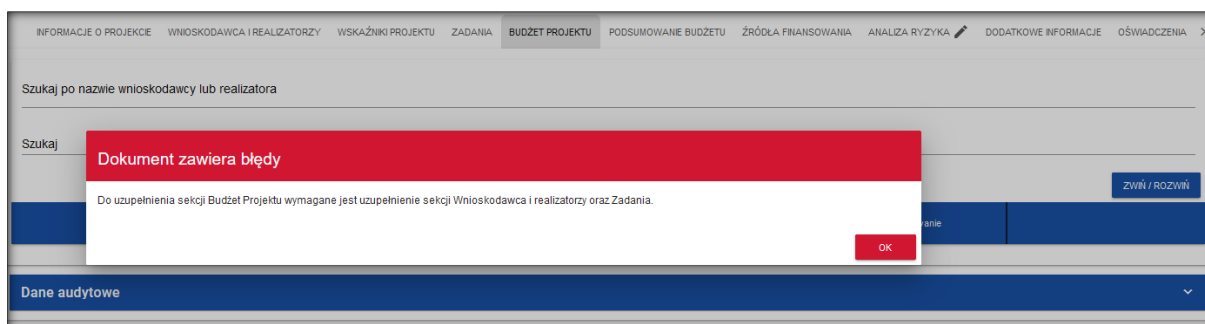 INFORMACJE O PROJEKCIE WNIOSKODAWCA I REALIZATORZY WSKAŹNIKI PROJEKTU ZADANIA BUDŻET PROJEKTU PODSUMOWANIE BUDŻETU ŹRÓDŁA FINANSOWANIA ANALIZA RYZYKA DODATKOWE INFORMACJE OŚWIADCZENIA
Szukaj po nazwie wnioskodawcy lub realizatora
Szukaj
Dokument zawiera błędy
Do uzupełnienia sekcji Budżet Projektu wymagane jest uzupełnienie sekcji Wnioskodawca i realizatorzy oraz Zadania.
ZWIŃ / ROZWIŃ
OK
Dane audytowe